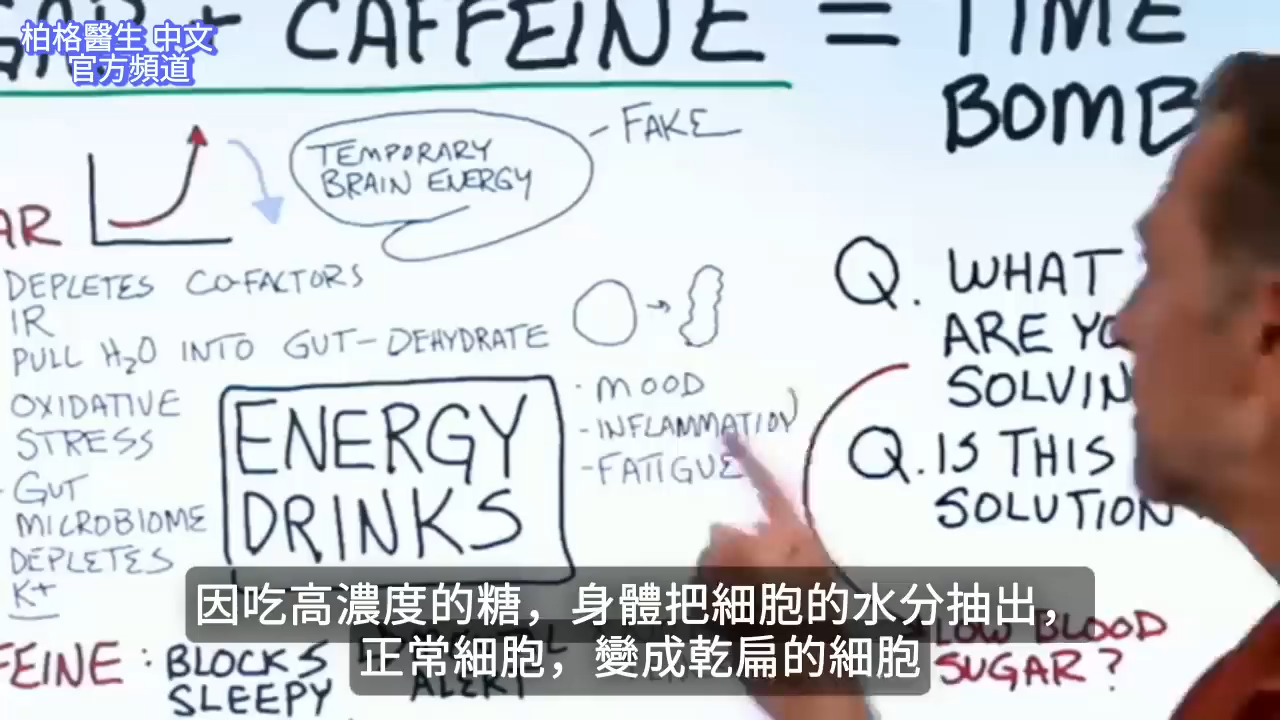 柏格醫生 中文
官方頻道
+ CAFFEINE = TIME
BOMB
TEMPORARY
BRAIN ENERGY
- FAKE
DEPLETES CO-FACTORS
IR
PULL H₂O INTO GUT - DEHYDRATE
OXIDATIVE
STRESS
- GUT
MICROBIOME
DEPLETES
K+
ENERGY
DRINKS
· MOOD
- INFLAMMATION
- FATIGUE
Q. WHAT
ARE
SOLVIN
Q. IS THIS
SOLUTION
因吃高濃度的糖，身體把細胞的水分抽出，
正常細胞，變成乾扁的細胞
: BLOCKS
SLEEPY
ALERT
LOW BLOOD
SUGAR?